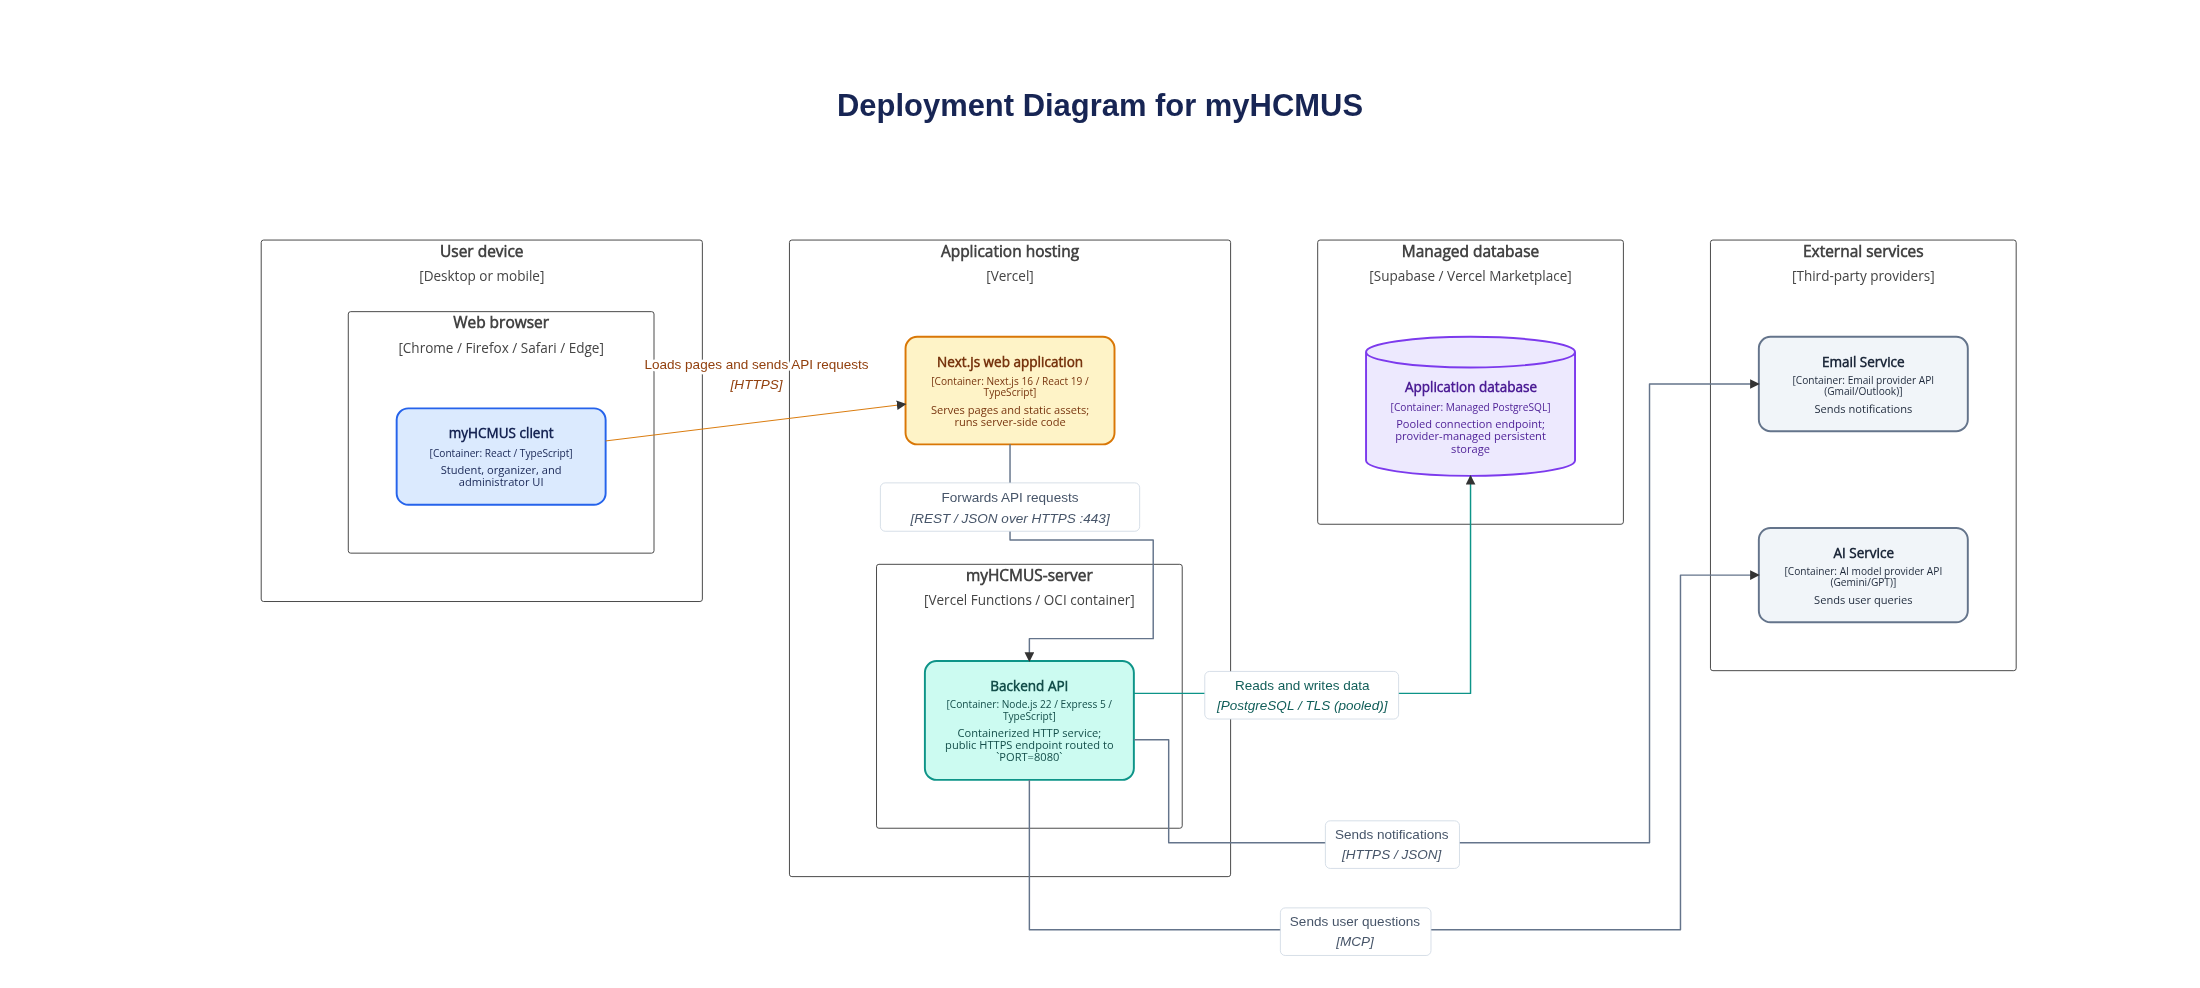 Deployment Diagram for myHCMUS
User device
[Desktop or mobile]
Web browser
[Chrome / Firefox / Safari / Edge]
myHCMUS client
[Container: React / TypeScript]
Student, organizer, and
administrator UI
Loads pages and sends API requests
[HTTPS]
Application hosting
[Vercel]
Next.js web application
[Container: Next.js 16 / React 19 /
TypeScript]
Serves pages and static assets;
runs server-side code
Forwards API requests
[REST / JSON over HTTPS :443]
myHCMUS-server
[Vercel Functions / OCI container]
Backend API
[Container: Node.js 22 / Express 5 /
TypeScript]
Containerized HTTP service;
public HTTPS endpoint routed to
`PORT=8080`
Reads and writes data
[PostgreSQL / TLS (pooled)]
Managed database
[Supabase / Vercel Marketplace]
Application database
[Container: Managed PostgreSQL]
Pooled connection endpoint;
provider-managed persistent
storage
Sends notifications
[HTTPS / JSON]
Sends user questions
[MCP]
External services
[Third-party providers]
Email Service
[Container: Email provider API
(Gmail/Outlook)]
Sends notifications
AI Service
[Container: AI model provider API
(Gemini/GPT)]
Sends user queries